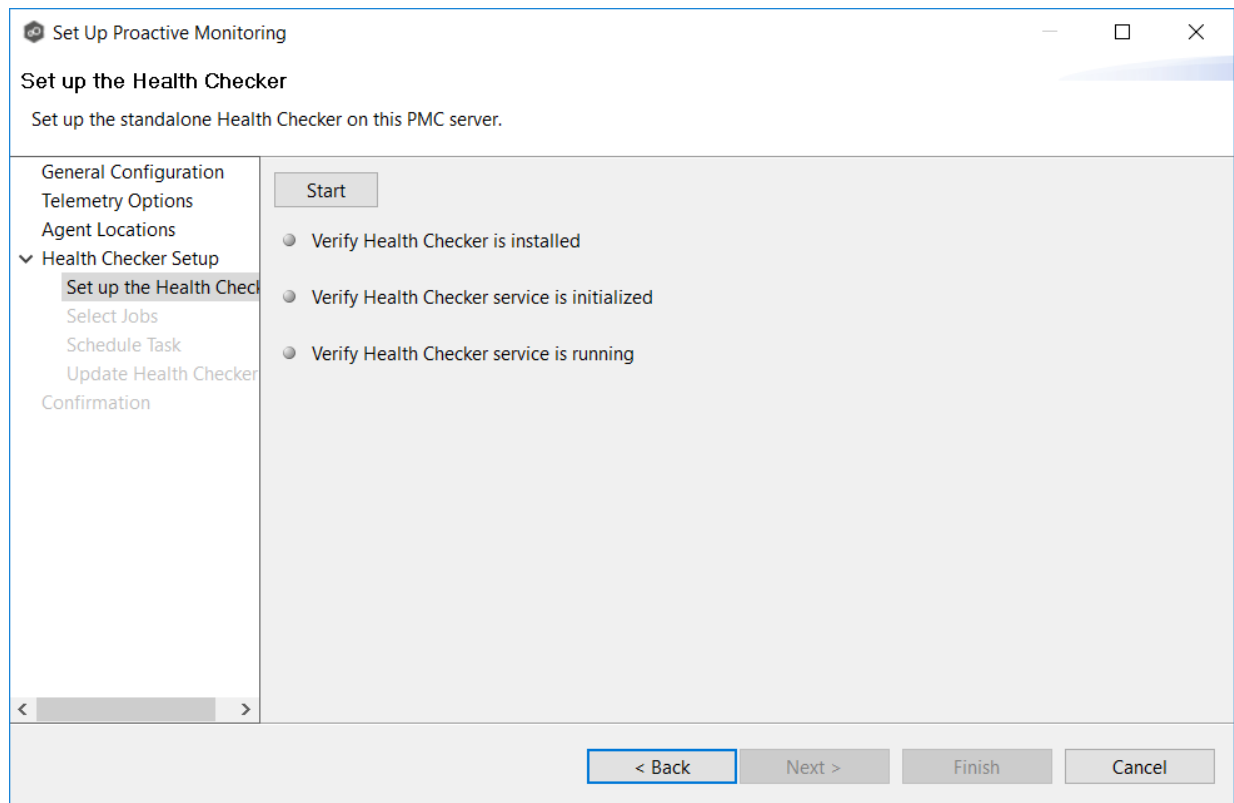 Set Up Proactive Monitoring
Set up the Health Checker
Set up the standalone Health Checker on this PMC server.
General Configuration
Telemetry Options
Agent Locations
Health Checker Setup
Set up the Health Check
Select Jobs
Schedule Task
Update Health Checker
Confirmation
Start
Verify Health Checker is installed
Verify Health Checker service is initialized
Verify Health Checker service is running
< Back
Next >
Finish
Cancel